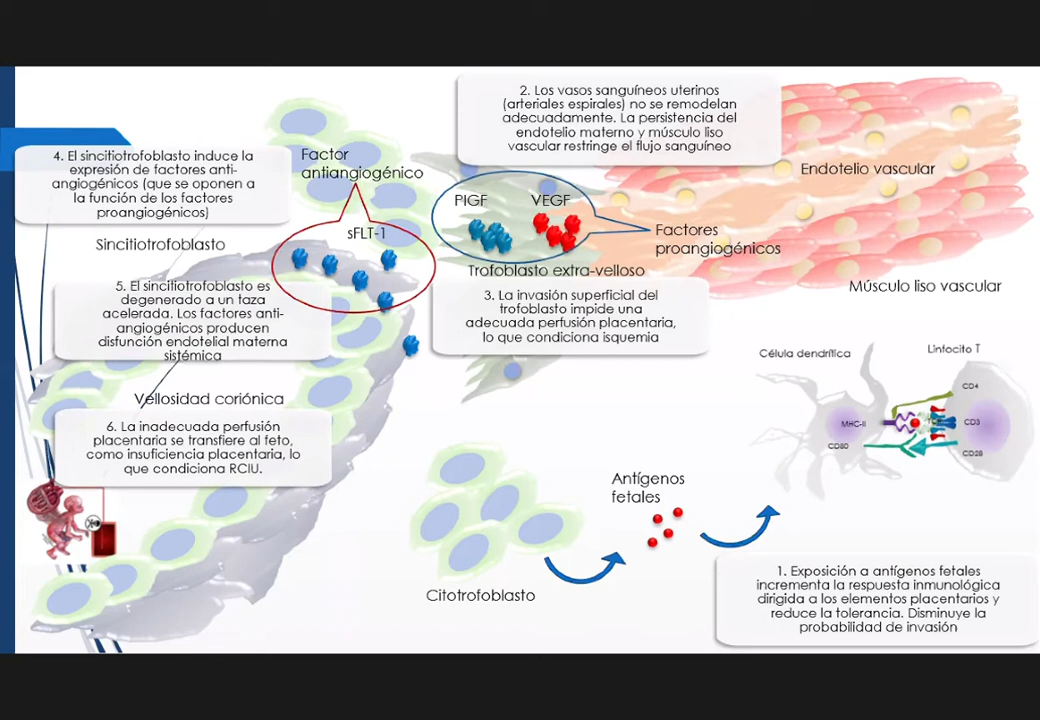 2. Los vasos sanguíneos uterinos
(arteriales espirales) no se remodelan
adecuadamente. La persistencia del
endotelio materno y músculo liso
vascular restringe el flujo sanguíneo
4. El sincitiotrofoblasto induce la
expresión de factores anti-
angiogénicos (que se oponen a
la función de los factores
proangiogénicos)
Factor
antiangiogénico
sFLT-1
PlGF
VEGF
Endotelio vascular
Factores
proangiogénicos
Sincitiotrofoblasto
Trofoblasto extra-velloso
Músculo liso vascular
5. El sincitiotrofoblasto es
degenerado a un taza
acelerada. Los factores anti-
angiogénicos producen
disfunción endotelial materna
sistémica
3. La invasión superficial del
trofoblasto impide una
adecuada perfusión placentaria,
lo que condiciona isquemia
Célula dendrítica
Linfocito T
CD4
MHC-II
CD3
CD80
CD28
Vellosidad coriónica
6. La inadecuada perfusión
placentaria se transfiere al feto,
como insuficiencia placentaria, lo
que condiciona RCIU.
Antígenos
fetales
Citotrofoblasto
1. Exposición a antígenos fetales
incrementa la respuesta inmunológica
dirigida a los elementos placentarios y
reduce la tolerancia. Disminuye la
probabilidad de invasión